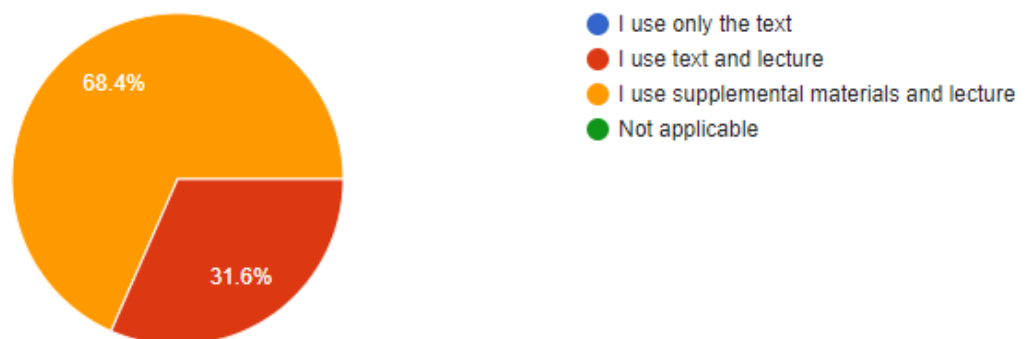 68.4%
31.6%
I use only the text
I use text and lecture
I use supplemental materials and lecture
Not applicable